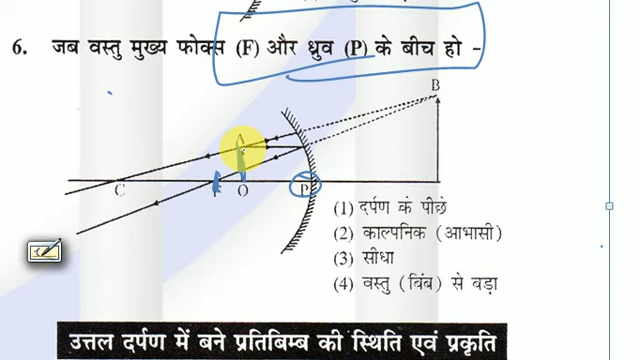 6. जब वस्तु मुख्य फोकस (F) और ध्रुव (P) के बीच हो -
B
A
C F O P
(1) दर्पण के पीछे
(2) काल्पनिक (आभासी)
(3) सीधा
(4) वस्तु (बिंब) से बड़ा
उत्तल दर्पण में बने प्रतिबिम्ब की स्थिति एवं प्रकृति